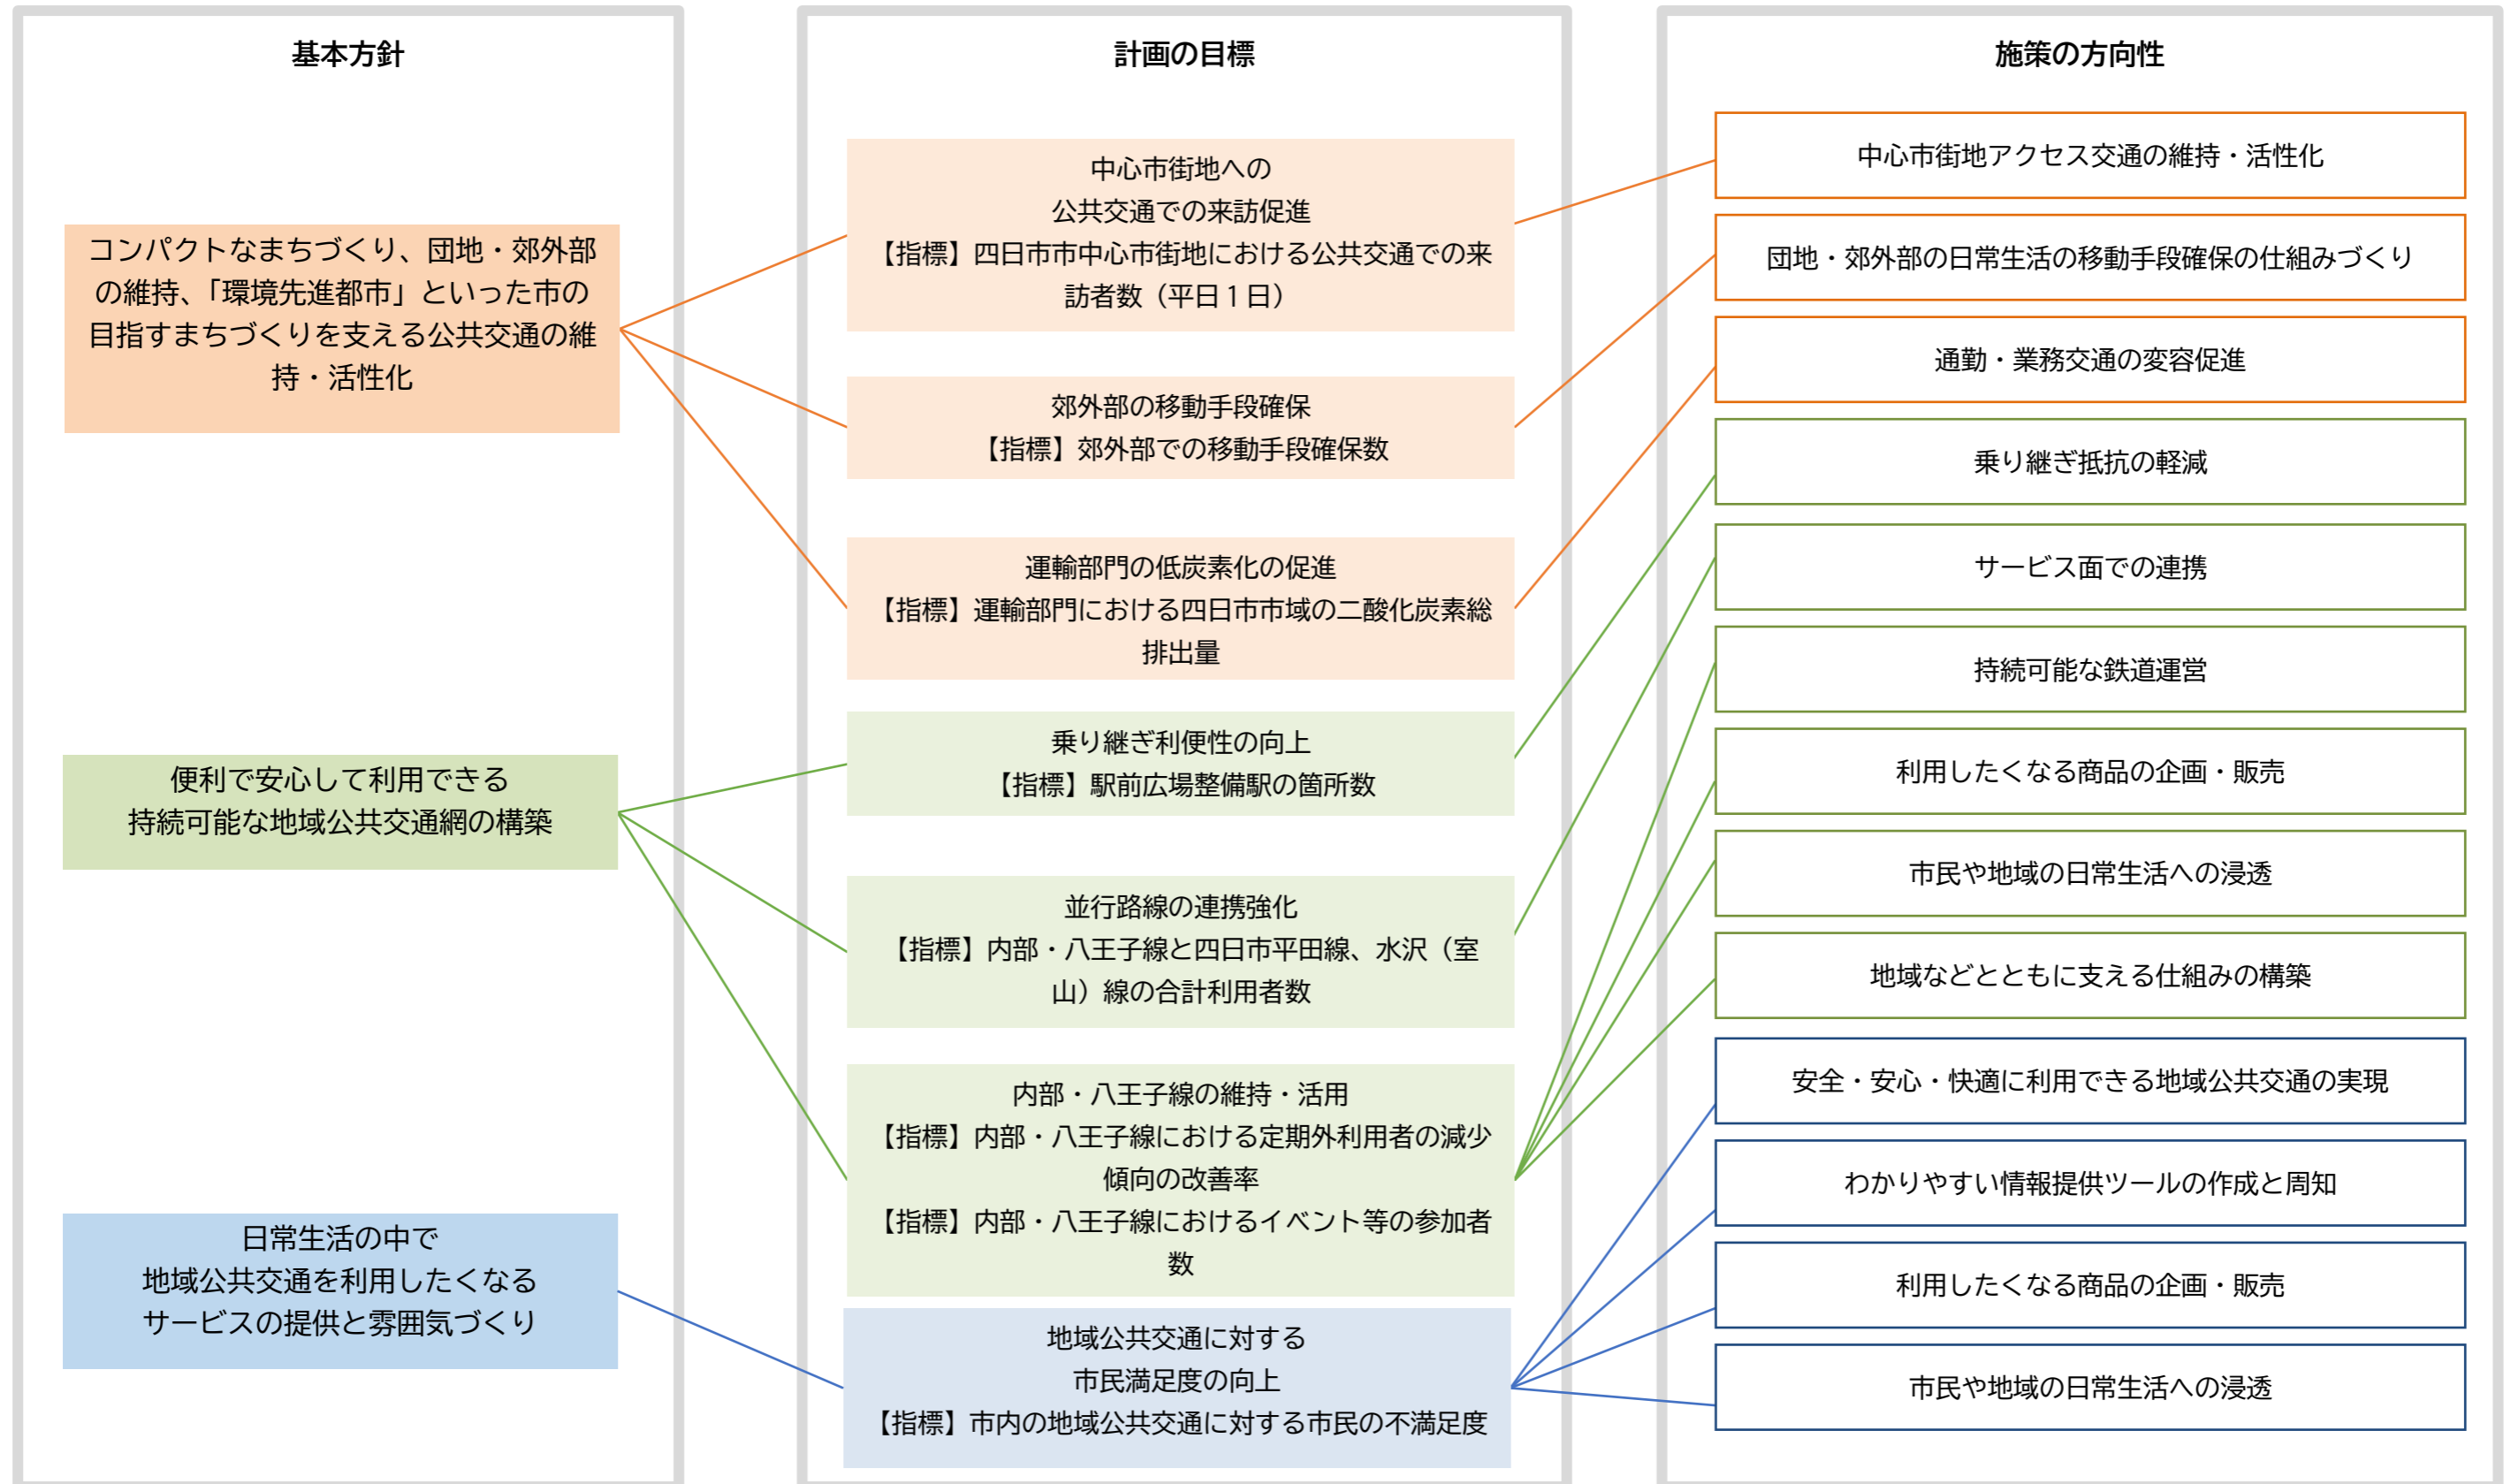 基本方針
コンパクトなまちづくり、団地・郊外部
の維持、「環境先進都市」といった市の
目指すまちづくりを支える公共交通の維
持・活性化
便利で安心して利用できる
持続可能な地域公共交通網の構築
日常生活の中で
地域公共交通を利用したくなる
サービスの提供と雰囲気づくり
計画の目標
中心市街地への
公共交通での来訪促進
【指標】四日市市中心市街地における公共交通での来
訪者数（平日１日）
郊外部の移動手段確保
【指標】郊外部での移動手段確保数
運輸部門の低炭素化の促進
【指標】運輸部門における四日市市域の二酸化炭素総
排出量
乗り継ぎ利便性の向上
【指標】駅前広場整備駅の箇所数
並行路線の連携強化
【指標】内部・八王子線と四日市平田線、水沢（室
山）線の合計利用者数
内部・八王子線の維持・活用
【指標】内部・八王子線における定期外利用者の減少
傾向の改善率
【指標】内部・八王子線におけるイベント等の参加者
数
地域公共交通に対する
市民満足度の向上
【指標】市内の地域公共交通に対する市民の不満足度
施策の方向性
中心市街地アクセス交通の維持・活性化
団地・郊外部の日常生活の移動手段確保の仕組みづくり
通勤・業務交通の変容促進
乗り継ぎ抵抗の軽減
サービス面での連携
持続可能な鉄道運営
利用したくなる商品の企画・販売
市民や地域の日常生活への浸透
地域などとともに支える仕組みの構築
安全・安心・快適に利用できる地域公共交通の実現
わかりやすい情報提供ツールの作成と周知
利用したくなる商品の企画・販売
市民や地域の日常生活への浸透